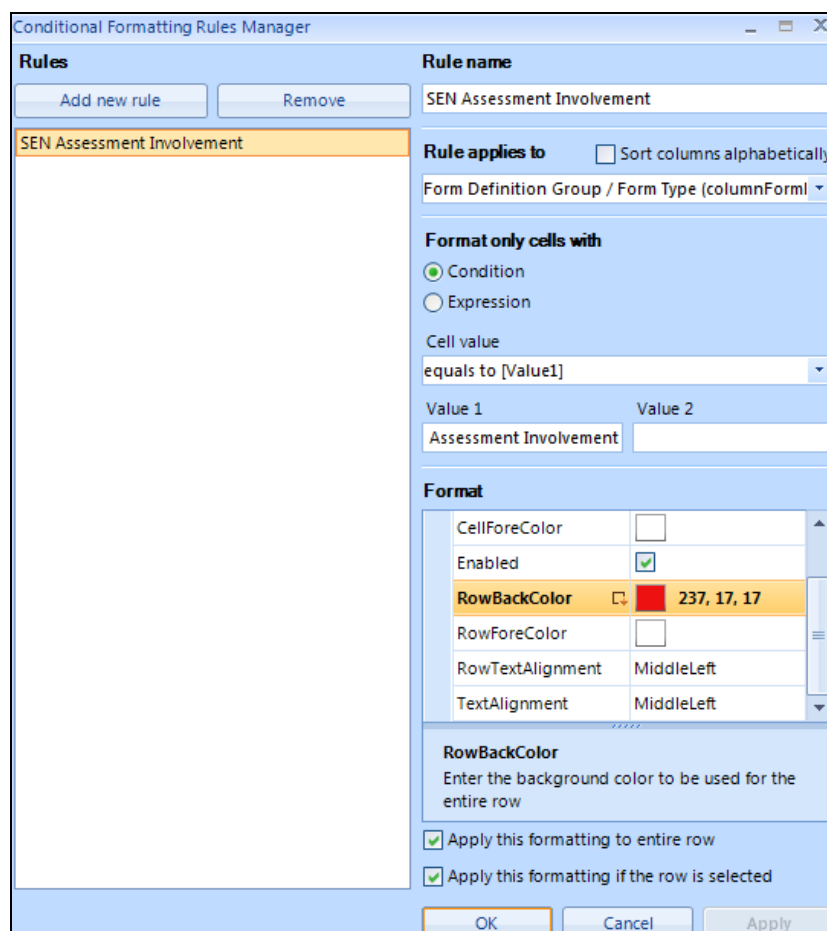 Conditional Formatting Rules Manager
Rules
Add new rule
Remove
SEN Assessment Involvement
Rule name
SEN Assessment Involvement
Rule applies to
Sort columns alphabetically
Form Definition Group / Form Type (columnForml
Format only cells with
Condition
Expression
Cell value
equals to [Value1]
Value 1
Value 2
Assessment Involvement
Format
CellForeColor
Enabled
RowBackColor 237, 17, 17
RowForeColor
RowTextAlignment MiddleLeft
TextAlignment MiddleLeft
RowBackColor
Enter the background color to be used for the
entire row
Apply this formatting to entire row
Apply this formatting if the row is selected
OK
Cancel
Apply